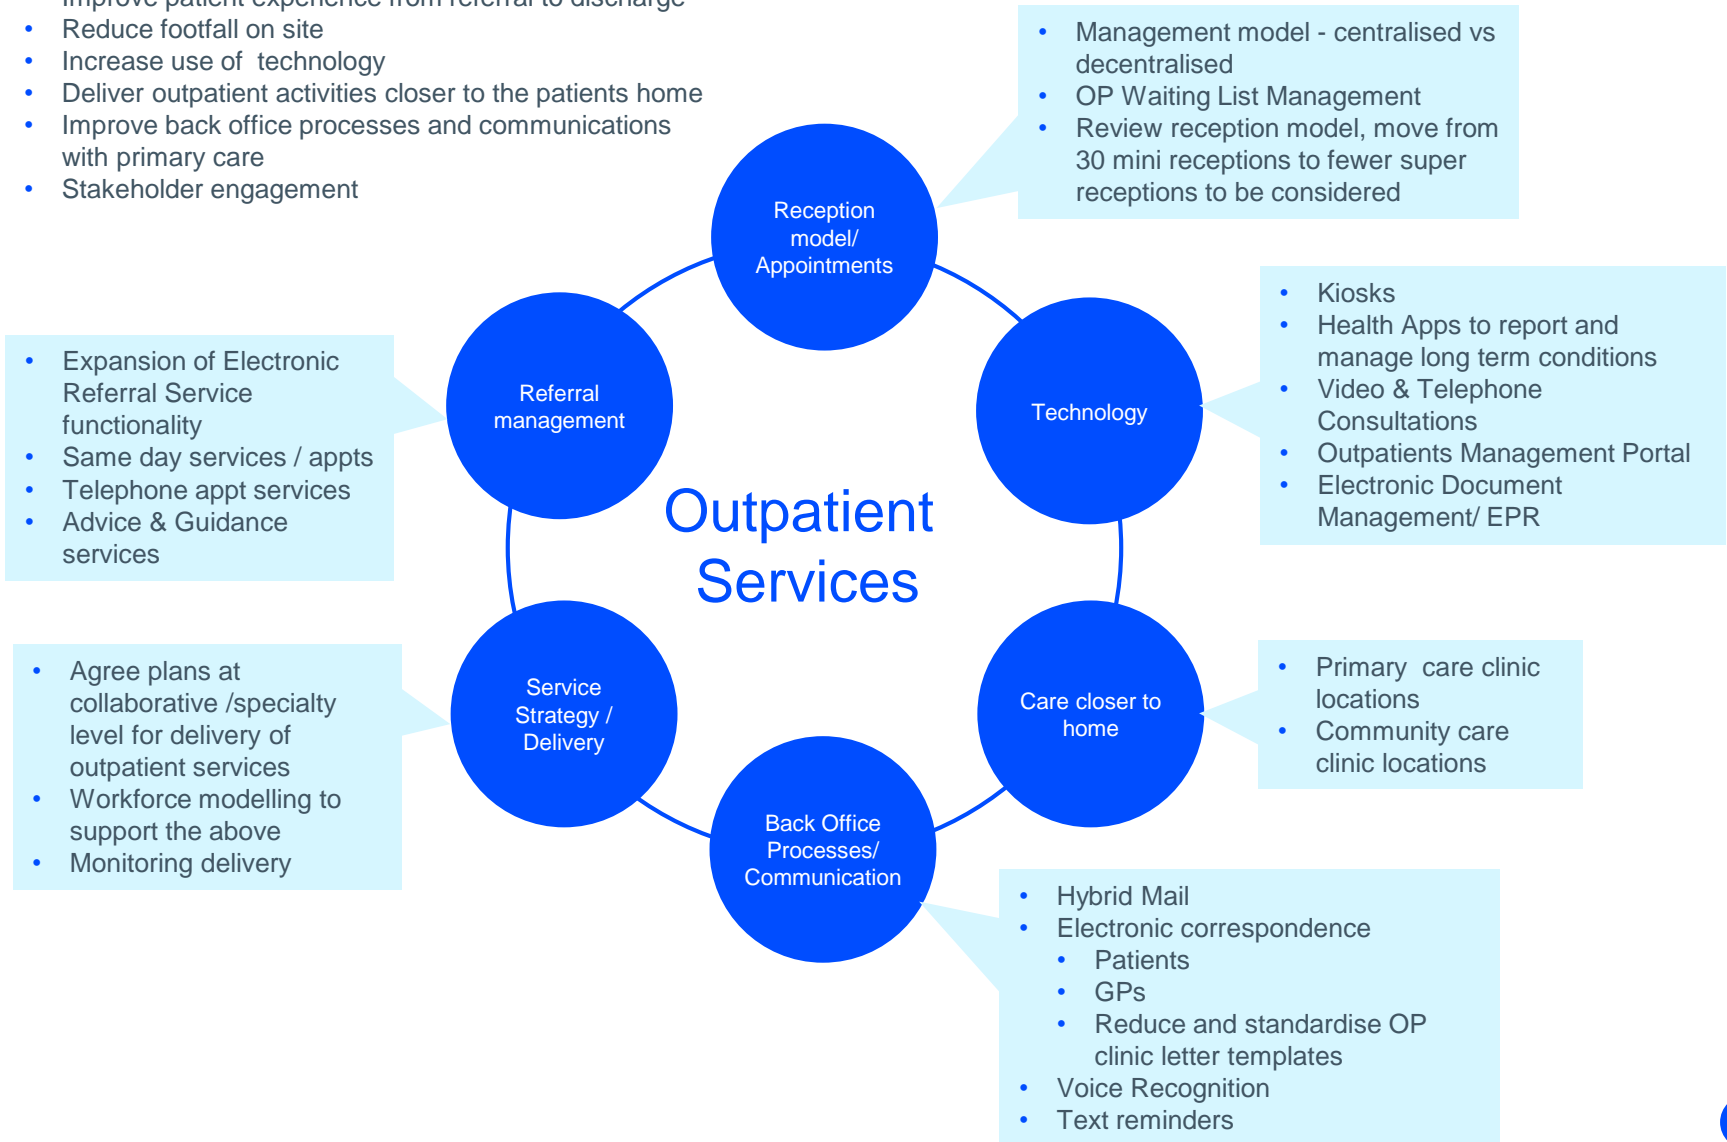 Improve patient experience from referral to discharge
• Reduce footfall on site
• Increase use of  technology
• Deliver outpatient activities closer to the patients home
• Improve back office processes and communications
with primary care
• Stakeholder engagement
• Management model - centralised vs
decentralised
• OP Waiting List Management
• Review reception model, move from
30 mini receptions to fewer super
receptions to be considered
Reception
model/
Appointments
• Kiosks
• Health Apps to report and
manage long term conditions
• Video & Telephone
Consultations
• Outpatients Management Portal
• Electronic Document
Management/ EPR
Technology
• Expansion of Electronic
Referral Service
functionality
• Same day services / appts
• Telephone appt services
• Advice & Guidance
services
Referral
management
Outpatient
Services
• Agree plans at
collaborative /specialty
level for delivery of
outpatient services
• Workforce modelling to
support the above
• Monitoring delivery
Service
Strategy /
Delivery
Care closer to
home
• Primary  care clinic
locations
• Community care
clinic locations
Back Office
Processes/
Communication
• Hybrid Mail
• Electronic correspondence
• Patients
• GPs
• Reduce and standardise OP
clinic letter templates
• Voice Recognition
• Text reminders